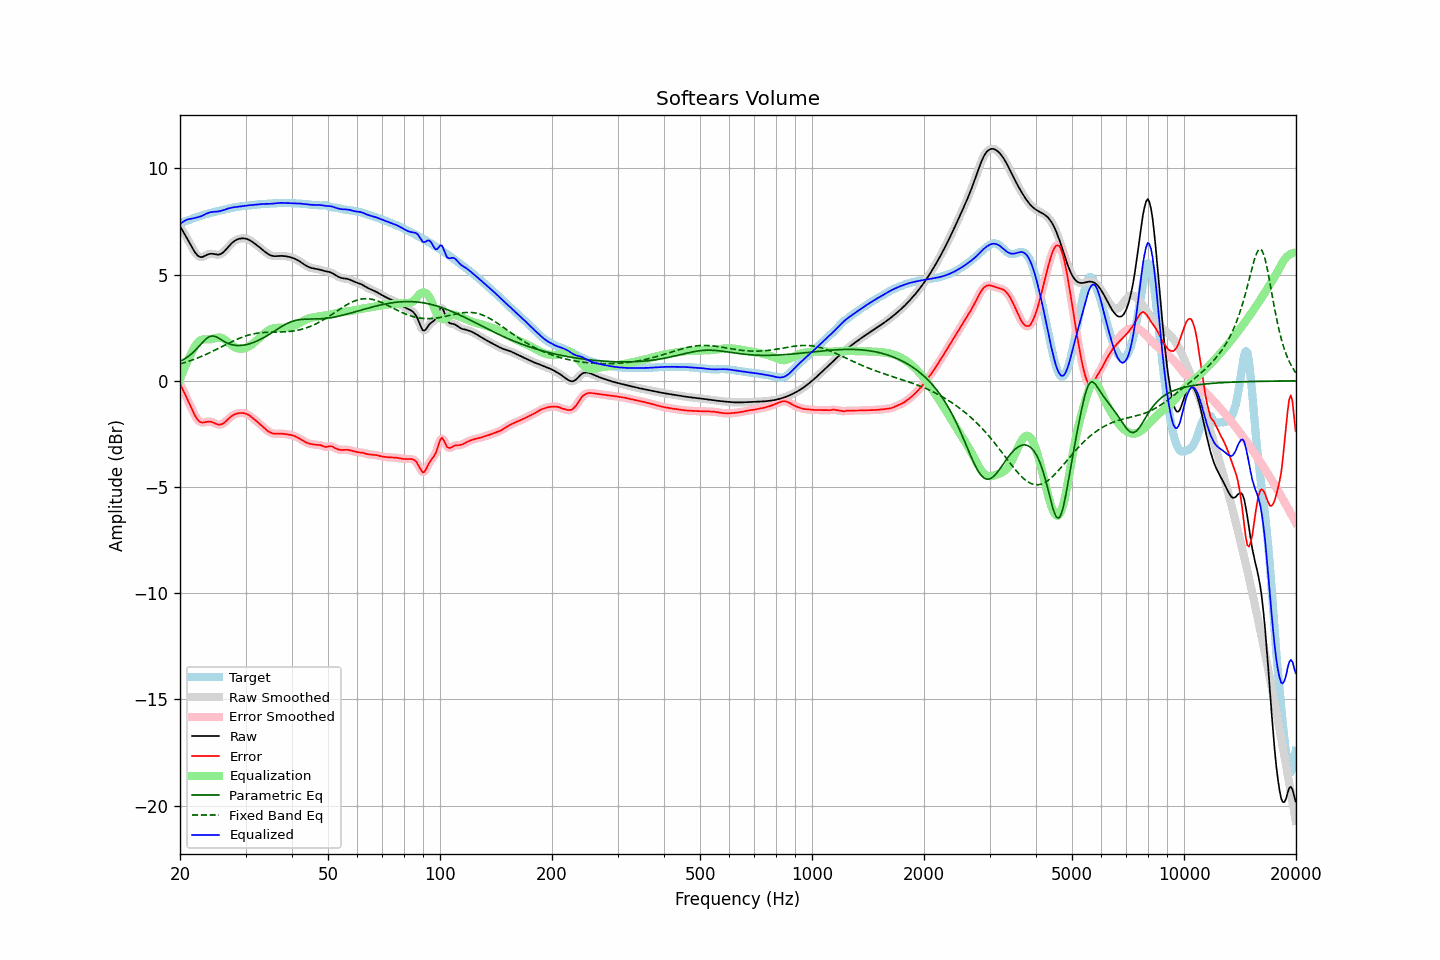 Softears Volume
Amplitude (dBr)
10
5
0
−5
−10
−15
−20
Target
Raw Smoothed
Error Smoothed
Raw
Error
Equalization
Parametric Eq
Fixed Band Eq
Equalized
20
50
100
200
500
1000
2000
5000
10000
20000
Frequency (Hz)